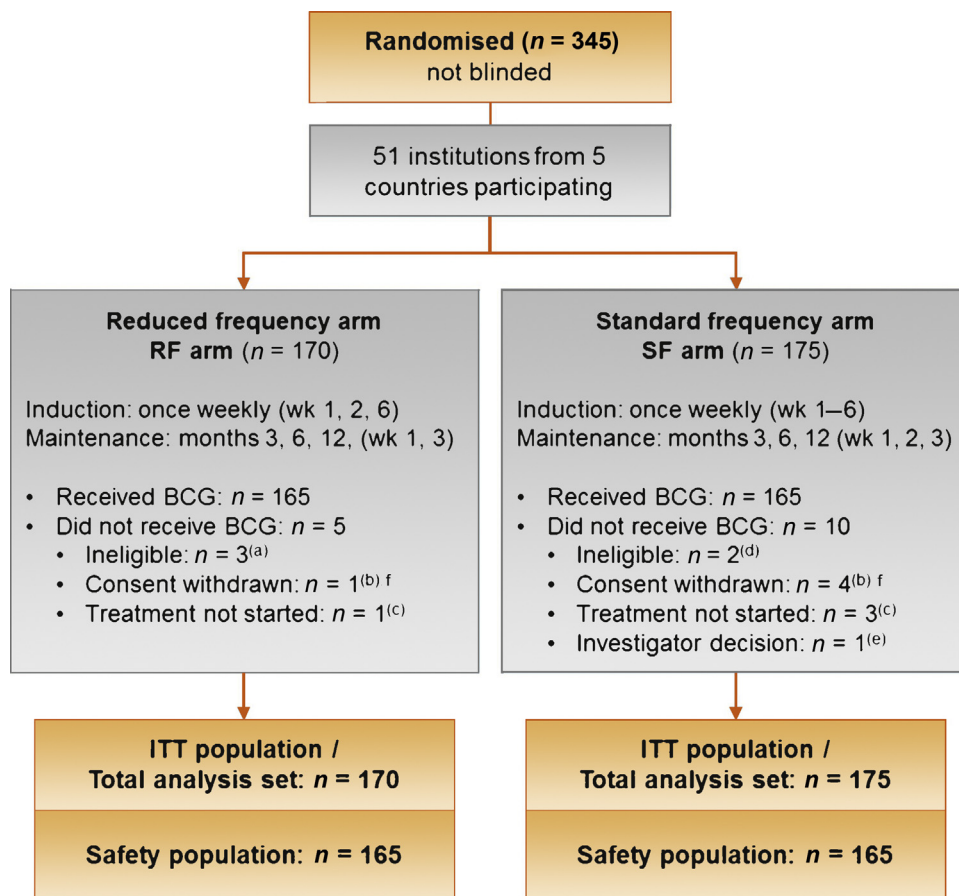 Randomised (n = 345)
not blinded
51 institutions from 5
countries participating
Reduced frequency arm
RF arm (n = 170)
Induction: once weekly (wk 1, 2, 6)
Maintenance: months 3, 6, 12, (wk 1, 3)
• Received BCG: n = 165
• Did not receive BCG: n = 5
• Ineligible: n = 3(a)
• Consent withdrawn: n = 1(b) f
• Treatment not started: n = 1(c)
Standard frequency arm
SF arm (n = 175)
Induction: once weekly (wk 1–6)
Maintenance: months 3, 6, 12 (wk 1, 2, 3)
• Received BCG: n = 165
• Did not receive BCG: n = 10
• Ineligible: n = 2(d)
• Consent withdrawn: n = 4(b) f
• Treatment not started: n = 3(c)
• Investigator decision: n = 1(e)
ITT population /
Total analysis set: n = 170
Safety population: n = 165
ITT population /
Total analysis set: n = 175
Safety population: n = 165